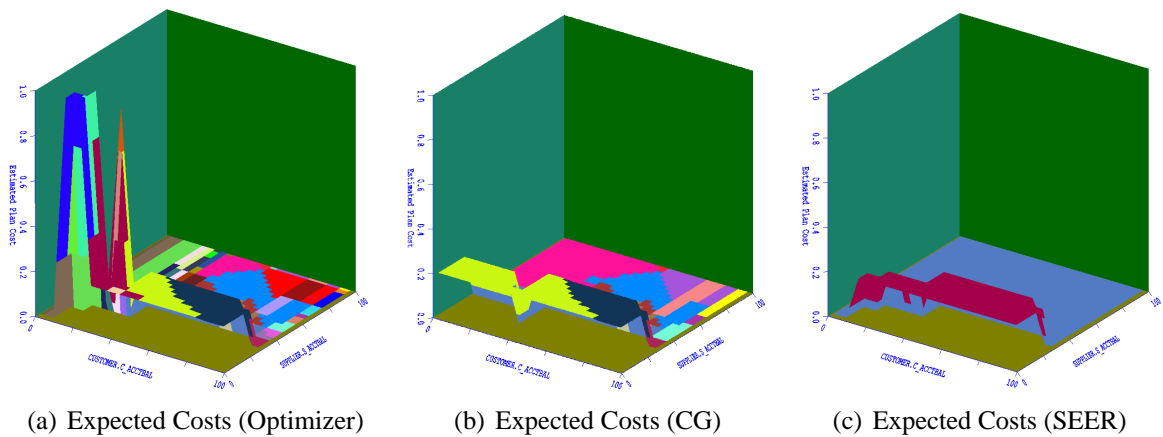 1.0
0.8
0.6
0.4
0.2
0.0
Estimated Plan Cost
0
CUSTOMER.C_ACCTBAL
100
0
SUPPLIER.S_ACCTBAL
100
1.0
0.8
0.6
0.4
0.2
0.0
Estimated Plan Cost
0
CUSTOMER.C_ACCTBAL
100
0
SUPPLIER.S_ACCTBAL
100
1.0
0.8
0.6
0.4
0.2
0.0
Estimated Plan Cost
0
CUSTOMER.C_ACCTBAL
100
0
SUPPLIER.S_ACCTBAL
100
(a) Expected Costs (Optimizer)
(b) Expected Costs (CG)
(c) Expected Costs (SEER)